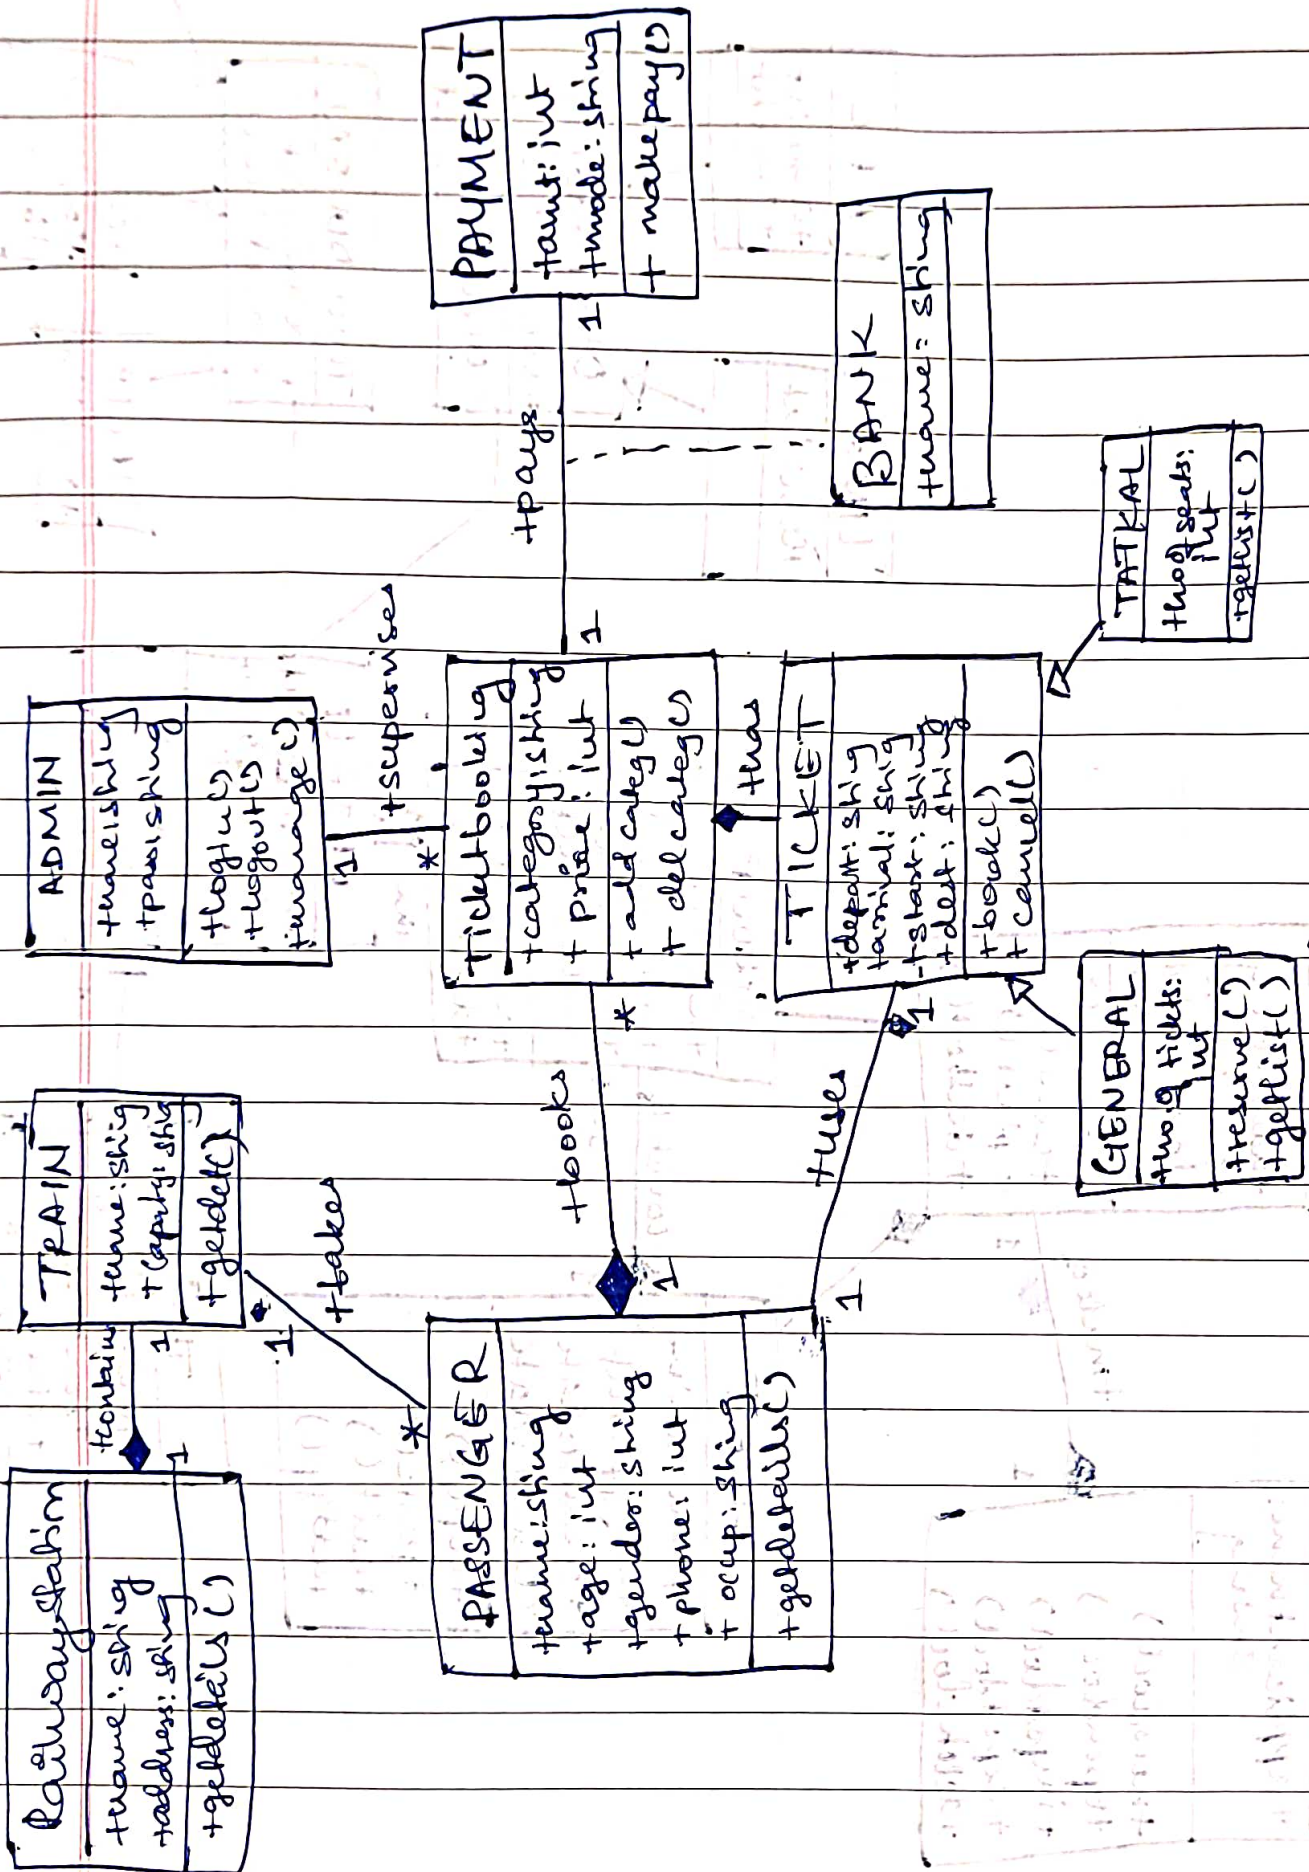 Railwaystation
+name: string
+address: string
+getdetails()
+contains
1
1
TRAIN
+name: string
+capcty: string
+getdet()
1
+takes
*
ADMIN
+name: string
+pass: string
+login()
+logout()
+manage()
1
+supervises
*
PASSENGER
+name: string
+age: int
+gender: string
+phone: int
+occup: string
+getdetails()
1
+books
*
Ticketbooking
+category: string
+price: int
+addcateg()
+delcateg()
1
+pays
1
PAYMENT
+amt: int
+mode: string
+makepay()
1
+uses
1
+has
TICKET
+depart: string
+arrival: string
+start: string
+dest: string
+book()
+cancel()
BANK
+name: string
GENERAL
+no. of tickets:
int
+reserve()
+getlist()
TATKAL
+no of seats:
int
+getlist()